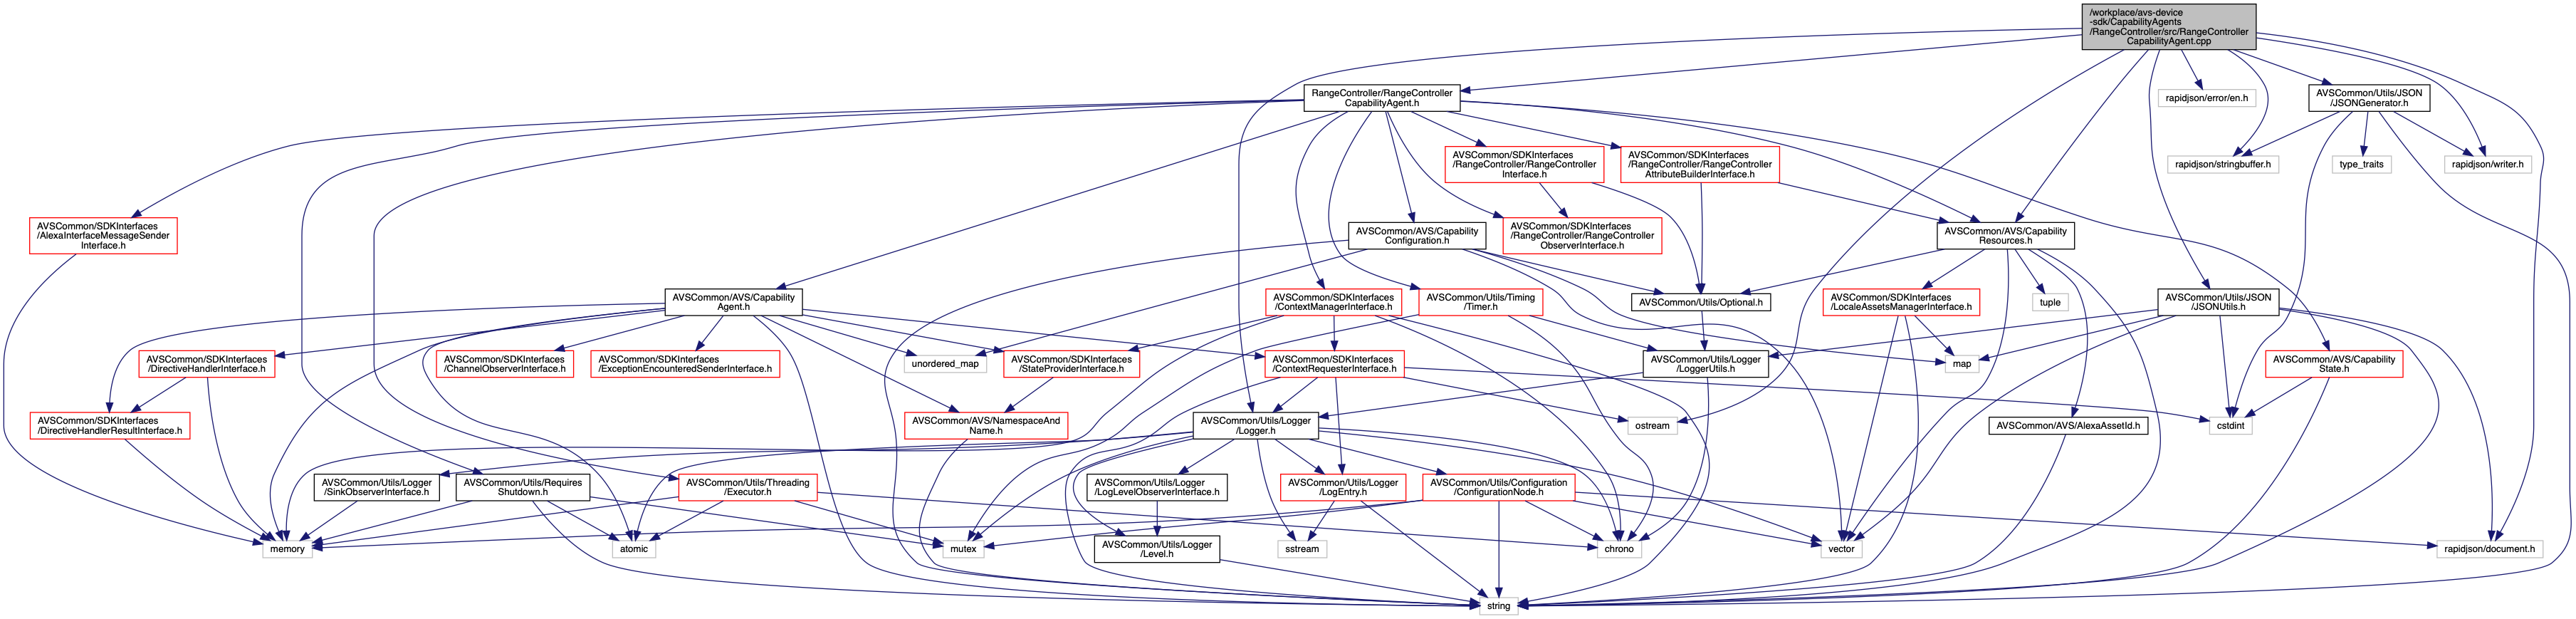 /workplace/avs-device
-sdk/CapabilityAgents
/RangeController/src/RangeController
CapabilityAgent.cpp
RangeController/RangeController
CapabilityAgent.h
rapidjson/error/en.h
AVSCommon/Utils/JSON
/JSONGenerator.h
AVSCommon/SDKInterfaces
/RangeController/RangeController
Interface.h
AVSCommon/SDKInterfaces
/RangeController/RangeController
AttributeBuilderInterface.h
rapidjson/stringbuffer.h
type_traits
rapidjson/writer.h
AVSCommon/SDKInterfaces
/AlexaInterfaceMessageSender
Interface.h
AVSCommon/AVS/Capability
Configuration.h
AVSCommon/SDKInterfaces
/RangeController/RangeController
ObserverInterface.h
AVSCommon/AVS/Capability
Resources.h
AVSCommon/AVS/Capability
Agent.h
AVSCommon/SDKInterfaces
/ContextManagerInterface.h
AVSCommon/Utils/Timing
/Timer.h
AVSCommon/Utils/Optional.h
AVSCommon/SDKInterfaces
/LocaleAssetsManagerInterface.h
tuple
AVSCommon/Utils/JSON
/JSONUtils.h
AVSCommon/SDKInterfaces
/DirectiveHandlerInterface.h
AVSCommon/SDKInterfaces
/ChannelObserverInterface.h
AVSCommon/SDKInterfaces
/ExceptionEncounteredSenderInterface.h
unordered_map
AVSCommon/SDKInterfaces
/StateProviderInterface.h
AVSCommon/SDKInterfaces
/ContextRequesterInterface.h
AVSCommon/Utils/Logger
/LoggerUtils.h
map
AVSCommon/AVS/Capability
State.h
AVSCommon/SDKInterfaces
/DirectiveHandlerResultInterface.h
AVSCommon/AVS/NamespaceAnd
Name.h
AVSCommon/Utils/Logger
/Logger.h
ostream
AVSCommon/AVS/AlexaAssetId.h
cstdint
AVSCommon/Utils/Logger
/SinkObserverInterface.h
AVSCommon/Utils/Requires
Shutdown.h
AVSCommon/Utils/Threading
/Executor.h
AVSCommon/Utils/Logger
/LogLevelObserverInterface.h
AVSCommon/Utils/Logger
/LogEntry.h
AVSCommon/Utils/Configuration
/ConfigurationNode.h
memory
atomic
mutex
AVSCommon/Utils/Logger
/Level.h
sstream
chrono
vector
rapidjson/document.h
string